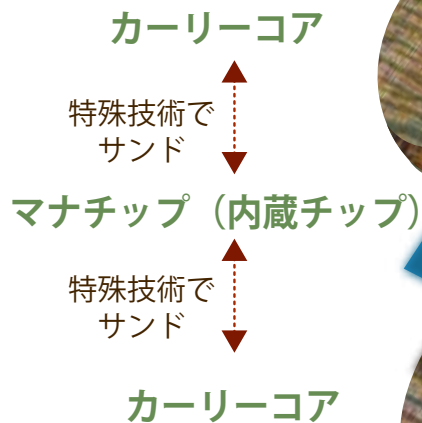 カーリーコア
特殊技術で
サンド
マナチップ（内蔵チップ）
特殊技術で
サンド
カーリーコア